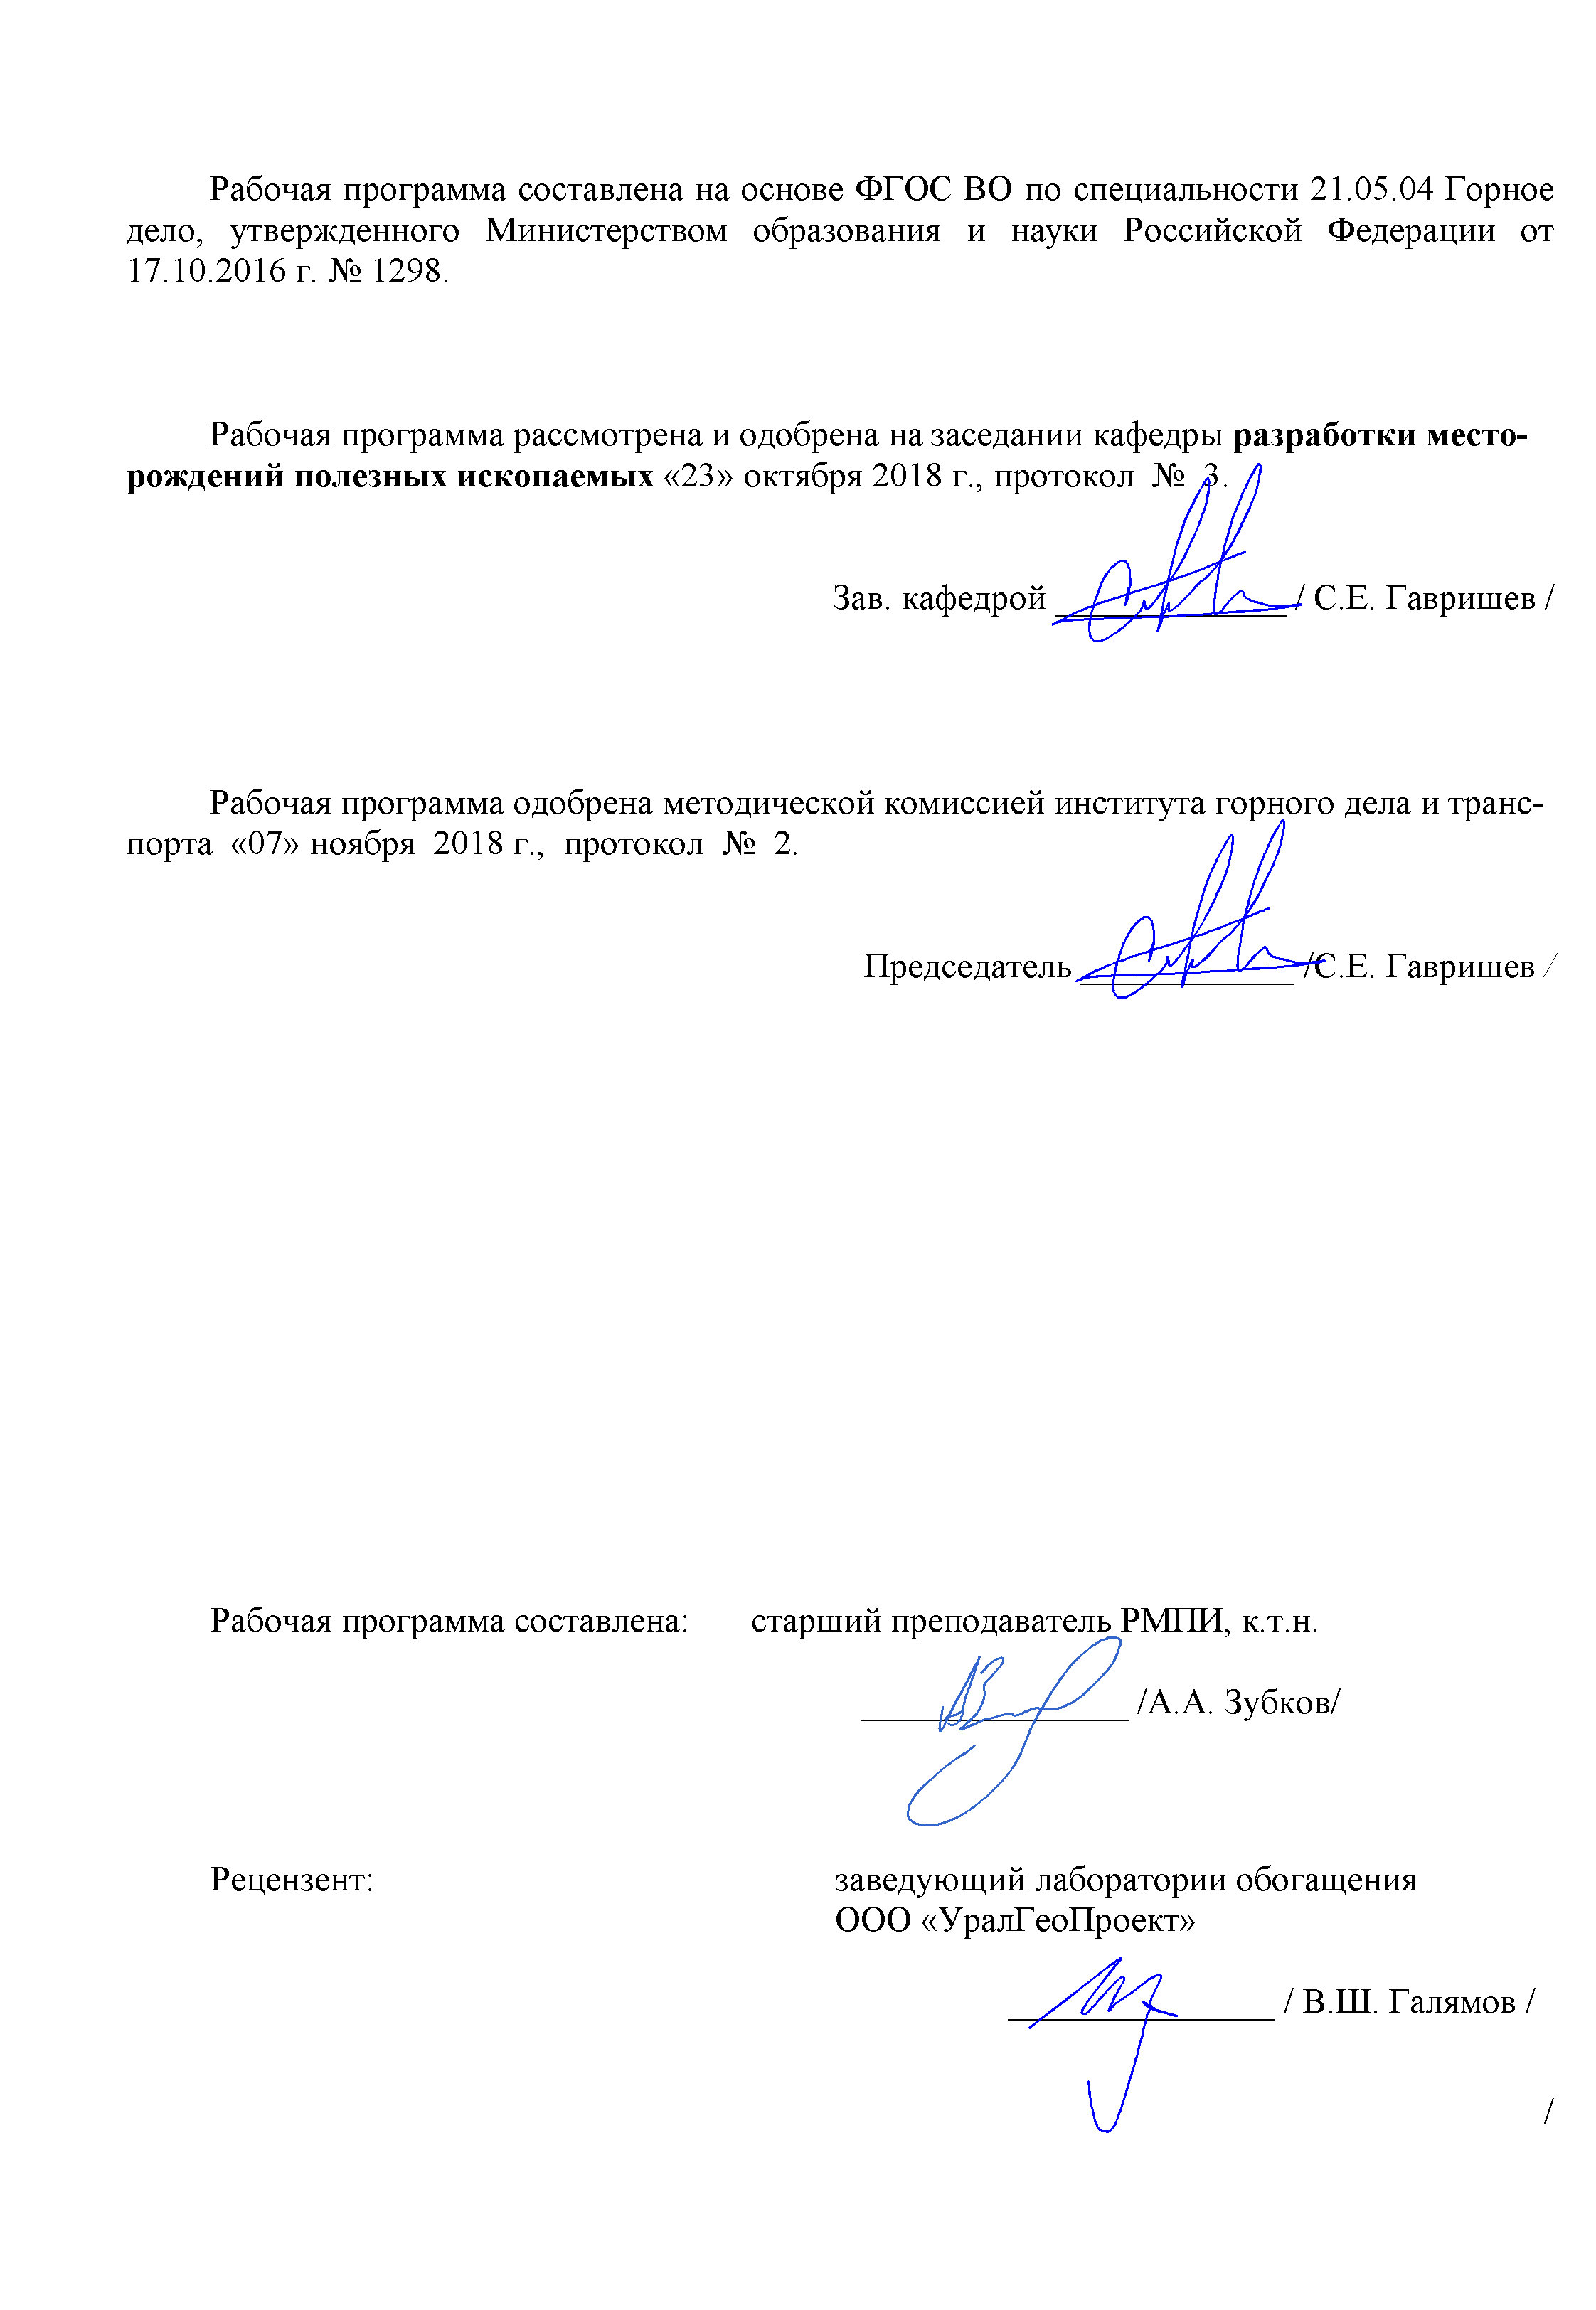 Рабочая программа составлена на основе ФГОС ВО по специальности 21.05.04 Горное
дело, утвержденного Министерством образования и науки Российской Федерации от
17.10.2016 г. № 1298.
Рабочая программа рассмотрена и одобрена на заседании кафедры разработки место-
рождений полезных ископаемых «23» октября 2018 г., протокол № 3.
Зав. кафедрой _____________ / С.Е. Гавришев /
Рабочая программа одобрена методической комиссией института горного дела и транс-
порта «07» ноября 2018 г., протокол № 2.
Председатель ____________ /С.Е. Гавришев /
Рабочая программа составлена: старший преподаватель РМПИ, к.т.н.
_______________ /А.А. Зубков/
Рецензент: заведующий лаборатории обогащения
ООО «УралГеоПроект»
_______________ / В.Ш. Галямов /
/